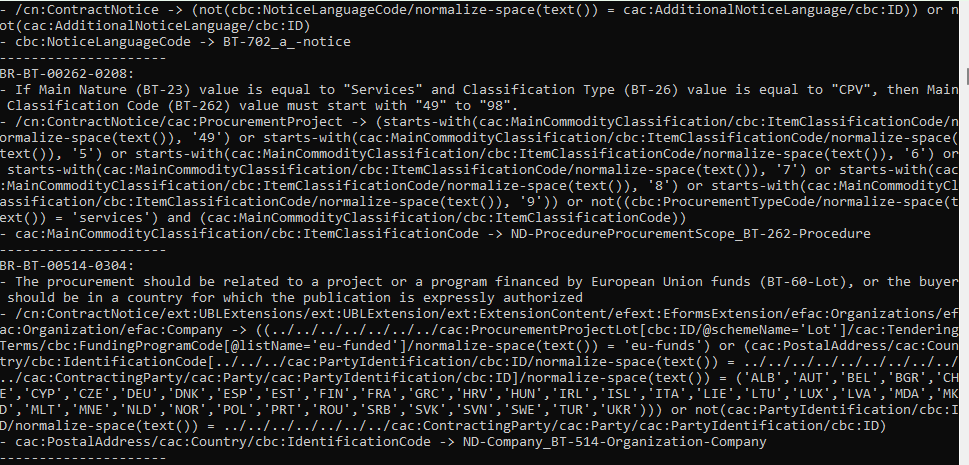 - /cn:ContractNotice -> (not(cbc:NoticeLanguageCode/normalize-space(text()) = cac:AdditionalNoticeLanguage/cbc:ID)) or n
ot(cac:AdditionalNoticeLanguage/cbc:ID)
- cbc:NoticeLanguageCode -> BT-702_a_-notice
---------------------
BR-BT-00262-0208:
- If Main Nature (BT-23) value is equal to "Services" and Classification Type (BT-26) value is equal to "CPV", then Main
 Classification Code (BT-262) value must start with "49" to "98".
- /cn:ContractNotice/cac:ProcurementProject -> (starts-with(cac:MainCommodityClassification/cbc:ItemClassificationCode/n
ormalize-space(text()), '49') or starts-with(cac:MainCommodityClassification/cbc:ItemClassificationCode/normalize-space(
text()), '5') or starts-with(cac:MainCommodityClassification/cbc:ItemClassificationCode/normalize-space(text()), '6') or
 starts-with(cac:MainCommodityClassification/cbc:ItemClassificationCode/normalize-space(text()), '7') or starts-with(cac
:MainCommodityClassification/cbc:ItemClassificationCode/normalize-space(text()), '8') or starts-with(cac:MainCommodityCl
assification/cbc:ItemClassificationCode/normalize-space(text()), '9')) or not((cbc:ProcurementTypeCode/normalize-space(t
ext()) = 'services') and (cac:MainCommodityClassification/cbc:ItemClassificationCode))
- cac:MainCommodityClassification/cbc:ItemClassificationCode -> ND-ProcedureProcurementScope_BT-262-Procedure
---------------------
BR-BT-00514-0304:
- The procurement should be related to a project or a program financed by European Union funds (BT-60-Lot), or the buyer
 should be in a country for which the publication is expressly authorized
- /cn:ContractNotice/ext:UBLExtensions/ext:UBLExtension/ext:ExtensionContent/efext:EformsExtension/efac:Organizations/ef
ac:Organization/efac:Company -> ((../../../../../../../cac:ProcurementProjectLot[cbc:ID/@schemeName='Lot']/cac:Tendering
Terms/cbc:FundingProgramCode[@listName='eu-funded']/normalize-space(text()) = 'eu-funds') or (cac:PostalAddress/cac:Coun
try/cbc:IdentificationCode[../../../cac:PartyIdentification/cbc:ID/normalize-space(text()) = ../../../../../../../../../
../cac:ContractingParty/cac:Party/cac:PartyIdentification/cbc:ID]/normalize-space(text()) = ('ALB','AUT','BEL','BGR','CH
E','CYP','CZE','DEU','DNK','ESP','EST','FIN','FRA','GRC','HRV','HUN','IRL','ISL','ITA','LIE','LTU','LUX','LVA','MDA','MK
D','MLT','MNE','NLD','NOR','POL','PRT','ROU','SRB','SVK','SVN','SWE','TUR','UKR'))) or not(cac:PartyIdentification/cbc:I
D/normalize-space(text()) = ../../../../../../../cac:ContractingParty/cac:Party/cac:PartyIdentification/cbc:ID)
- cac:PostalAddress/cac:Country/cbc:IdentificationCode -> ND-Company_BT-514-Organization-Company
---------------------